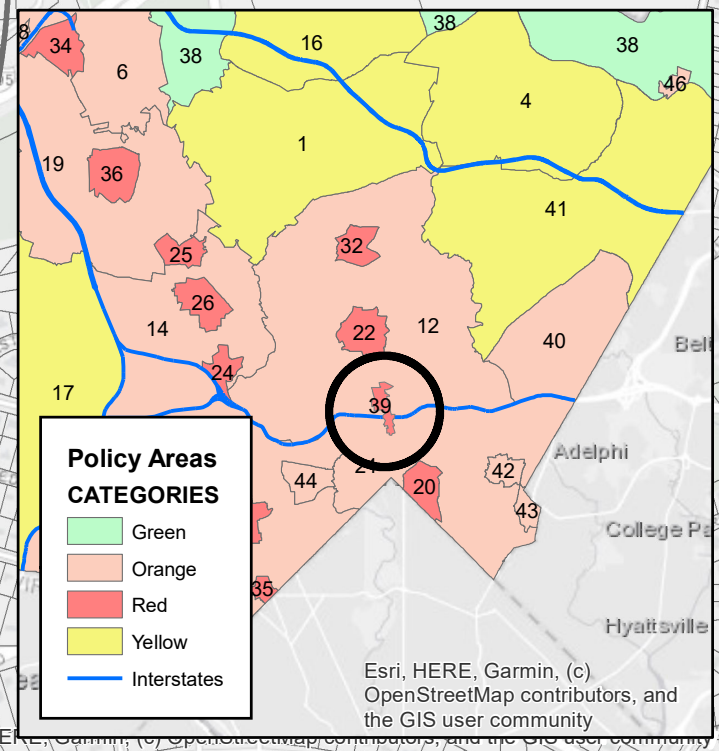 8
34
38
16
38
38
6
46
4
1
19
36
41
32
25
26
14
22
12
40
Bel
24
17
39
Adelphi
44
42
20
43
College Pa
35
Hyattsville
Policy Areas
CATEGORIES
Green
Orange
Red
Yellow
Interstates
Esri, HERE, Garmin, (c)
OpenStreetMap contributors, and
the GIS user community